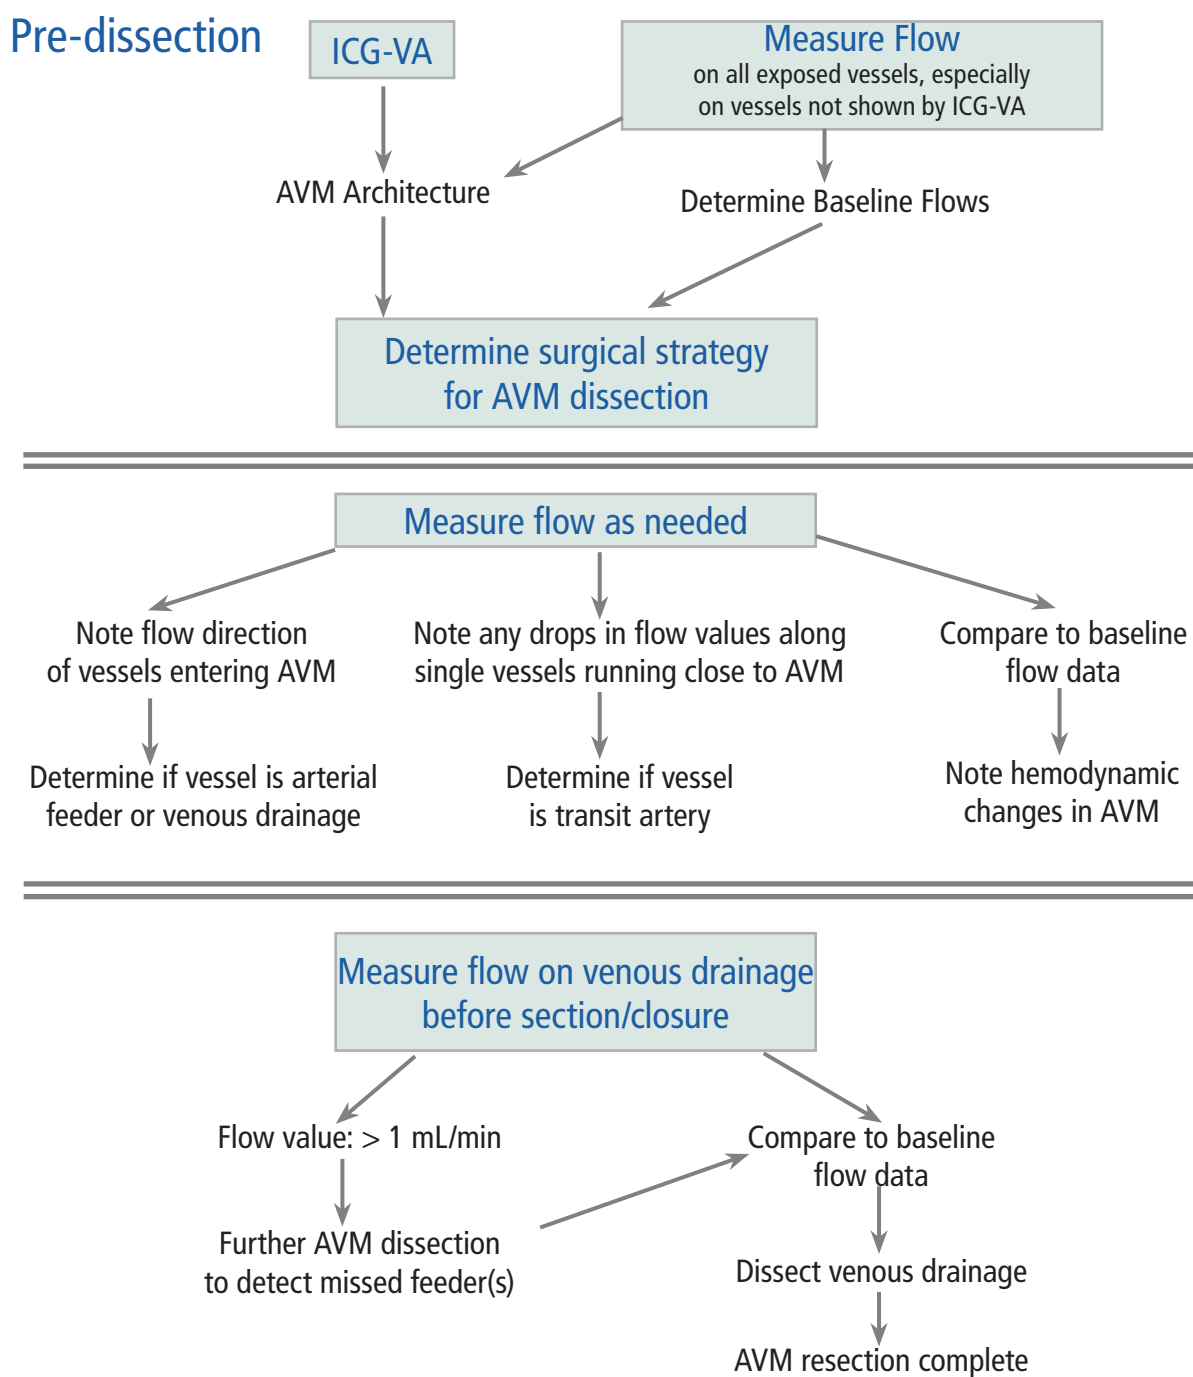 Pre-dissection
ICG-VA
Measure Flow
on all exposed vessels, especially
on vessels not shown by ICG-VA
AVM Architecture
Determine Baseline Flows
Determine surgical strategy
for AVM dissection
Measure flow as needed
Note flow direction
of vessels entering AVM
Note any drops in flow values along
single vessels running close to AVM
Compare to baseline
flow data
Determine if vessel is arterial
feeder or venous drainage
Determine if vessel
is transit artery
Note hemodynamic
changes in AVM
Measure flow on venous drainage
before section/closure
Flow value: > 1 mL/min
Compare to baseline
flow data
Further AVM dissection
to detect missed feeder(s)
Dissect venous drainage
AVM resection complete